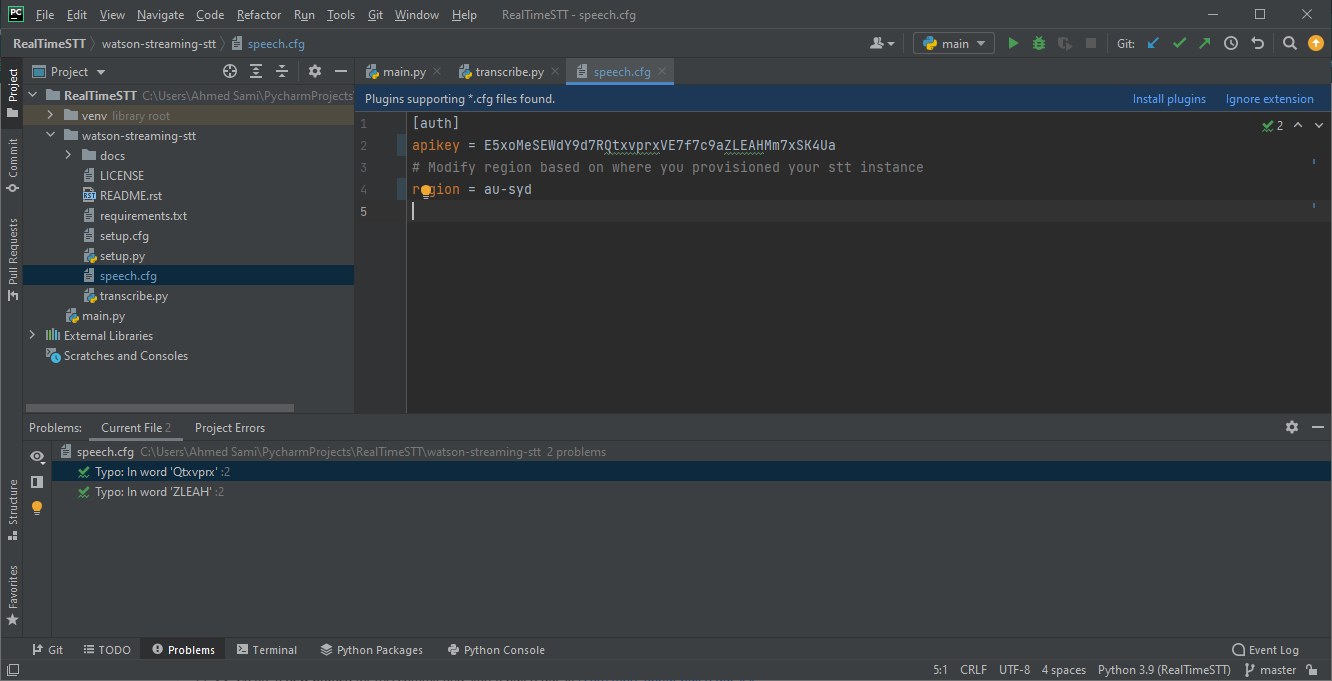 PC File Edit View Navigate Code Refactor Run Tools Git Window Help RealTimeSTT - speech.cfg
RealTimeSTT watson-streaming-stt speech.cfg main Git:
Project
main.py transcribe.py speech.cfg
Plugins supporting *.cfg files found. Install plugins Ignore extension
RealTimeSTT C:\Users\Ahmed Sami\PycharmProjects
venv library root
watson-streaming-stt
docs
LICENSE
README.rst
requirements.txt
setup.cfg
setup.py
speech.cfg
transcribe.py
main.py
External Libraries
Scratches and Consoles
1 [auth]
2 apikey = E5xoMeSEWdY9d7RQtxvprxVE7f7c9aZLEAHMm7xSK4Ua
3 # Modify region based on where you provisioned your stt instance
4 region = au-syd
5
2
Project
Commit
Pull Requests
Structure
Favorites
Problems: Current File 2 Project Errors
speech.cfg C:\Users\Ahmed Sami\PycharmProjects\RealTimeSTT\watson-streaming-stt 2 problems
Typo: In word 'Qtxvprx' :2
Typo: In word 'ZLEAH' :2
Git TODO Problems Terminal Python Packages Python Console Event Log
5:1 CRLF UTF-8 4 spaces Python 3.9 (RealTimeSTT) master